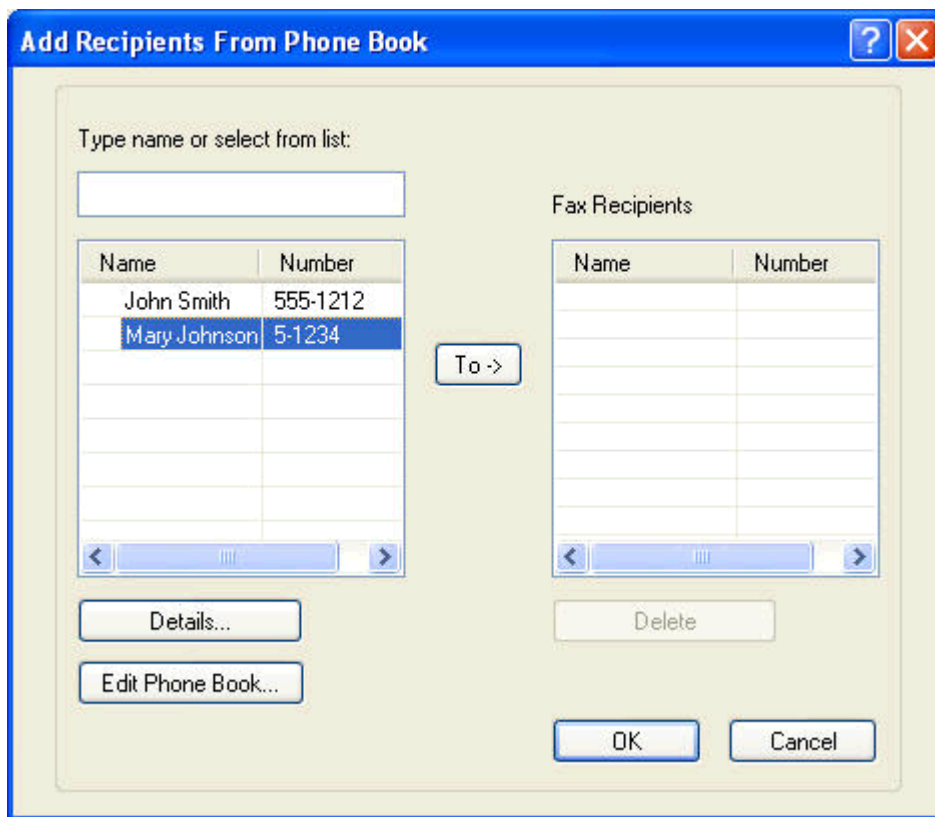 Add Recipients From Phone Book
Type name or select from list:
Fax Recipients
Name Number
John Smith 555-1212
Mary Johnson 5-1234
To ->
Name Number
Details...
Edit Phone Book...
Delete
OK Cancel